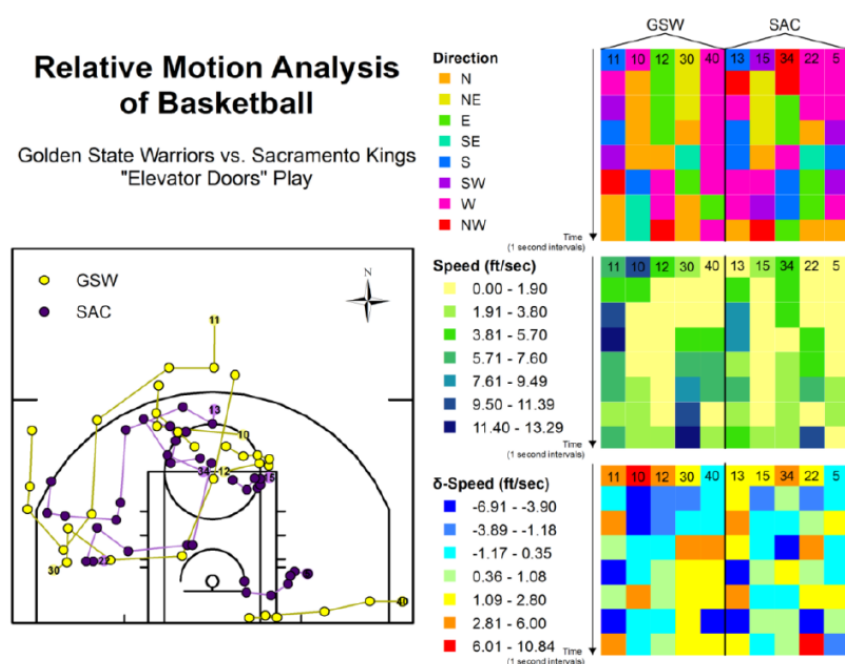 Relative Motion Analysis
of Basketball
Golden State Warriors vs. Sacramento Kings
"Elevator Doors" Play
GSW
SAC
N
11
13
10
34
12
15
30
22
40
GSW SAC
Direction
N
NE
E
SE
S
SW
W
NW
11 10 12 30 40 13 15 34 22 5
Time
(1 second intervals)
Speed (ft/sec)
0.00 - 1.90
1.91 - 3.80
3.81 - 5.70
5.71 - 7.60
7.61 - 9.49
9.50 - 11.39
11.40 - 13.29
11 10 12 30 40 13 15 34 22 5
Time
(1 second intervals)
δ-Speed (ft/sec)
-6.91 - -3.90
-3.89 - -1.18
-1.17 - 0.35
0.36 - 1.08
1.09 - 2.80
2.81 - 6.00
6.01 - 10.84
11 10 12 30 40 13 15 34 22 5
Time
(1 second intervals)